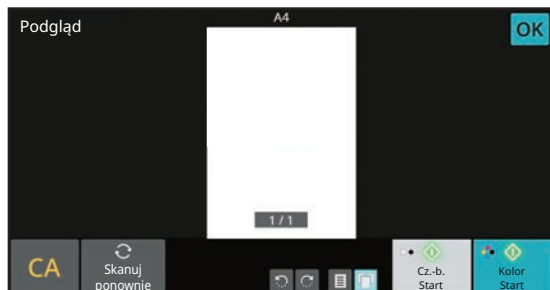 Podgląd
A4
OK
1 / 1
CA
Skanuj
ponownie
Cz.-b.
Start
Kolor
Start